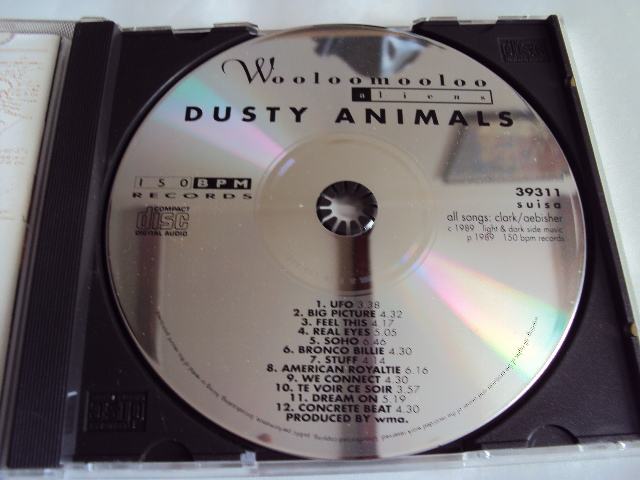 Wooloomooloo
aliens
DUSTY ANIMALS
150 BPM
RECORDS
COMPACT
disc
DIGITAL AUDIO
39311
suisa
all songs: clark/aebisher
c 1989 light & dark side music
p 1989 150 bpm records
1. UFO 3.38
2. BIG PICTURE 4.32
3. FEEL THIS 4.17
4. REAL EYES 5.05
5. SOHO 6.46
6. BRONCO BILLIE 4.30
7. STUFF 4.14
8. AMERICAN ROYALTIE 6.16
9. WE CONNECT 4.30
10. TE VOIR CE SOIR 3.57
11. DREAM ON 5.19
12. CONCRETE BEAT 4.30
PRODUCED BY wma.